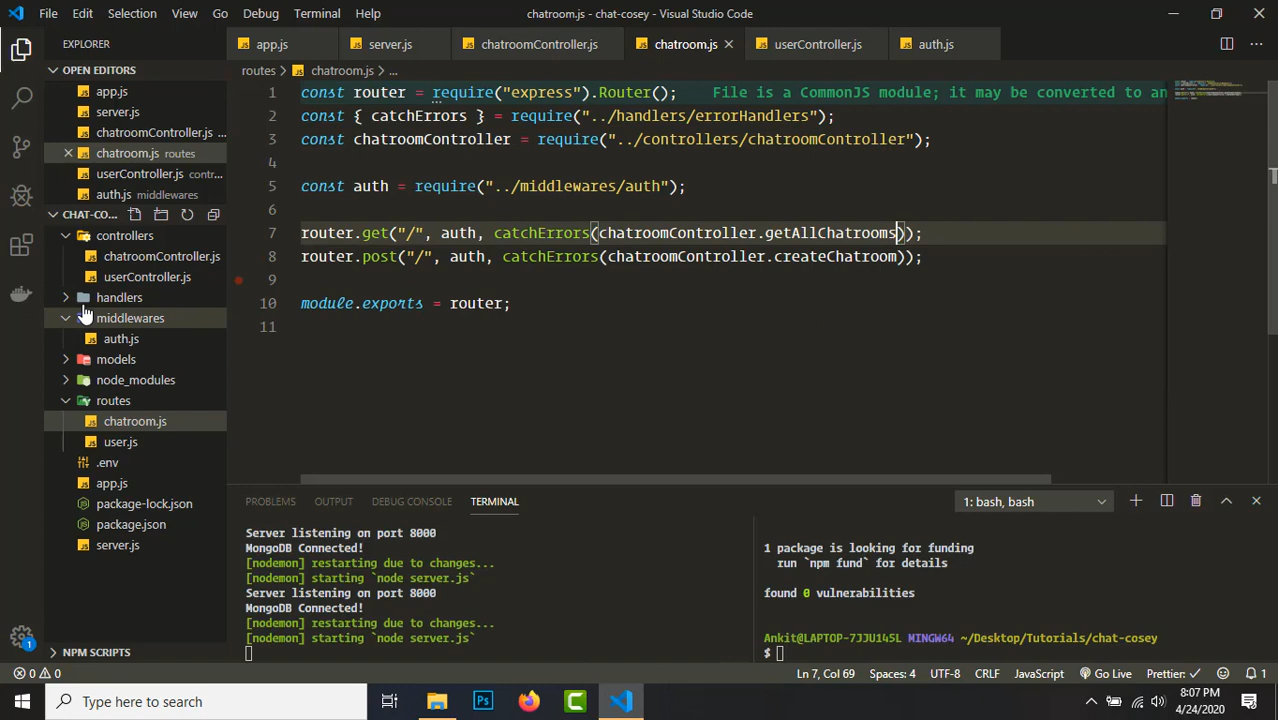 File Edit Selection View Go Debug Terminal Help chatroom.js - chat-cosey - Visual Studio Code
EXPLORER
app.js server.js chatroomController.js chatroom.js userController.js auth.js
OPEN EDITORS
app.js
server.js
chatroomController.js ...
chatroom.js routes
userController.js contr...
auth.js middlewares
CHAT-CO...
controllers
chatroomController.js
userController.js
handlers
middlewares
auth.js
models
node_modules
routes
chatroom.js
user.js
.env
app.js
package-lock.json
package.json
server.js
NPM SCRIPTS
routes > chatroom.js > ...
1 const router = require("express").Router(); File is a CommonJS module; it may be converted to an
2 const { catchErrors } = require("../handlers/errorHandlers");
3 const chatroomController = require("../controllers/chatroomController");
4
5 const auth = require("../middlewares/auth");
6
7 router.get("/", auth, catchErrors(chatroomController.getAllChatrooms));
8 router.post("/", auth, catchErrors(chatroomController.createChatroom));
9
10 module.exports = router;
11
PROBLEMS OUTPUT DEBUG CONSOLE TERMINAL 1: bash, bash
Server listening on port 8000
MongoDB Connected!
[nodemon] restarting due to changes...
[nodemon] starting `node server.js`
Server listening on port 8000
MongoDB Connected!
[nodemon] restarting due to changes...
[nodemon] starting `node server.js`
1 package is looking for funding
run `npm fund` for details
found 0 vulnerabilities
Ankit@LAPTOP-7JJU145L MINGW64 ~/Desktop/Tutorials/chat-cosey
$
1
0 0 Ln 7, Col 69 Spaces: 4 UTF-8 CRLF JavaScript Go Live Prettier: ✓ 1
Type here to search
Ps
8:07 PM
4/24/2020